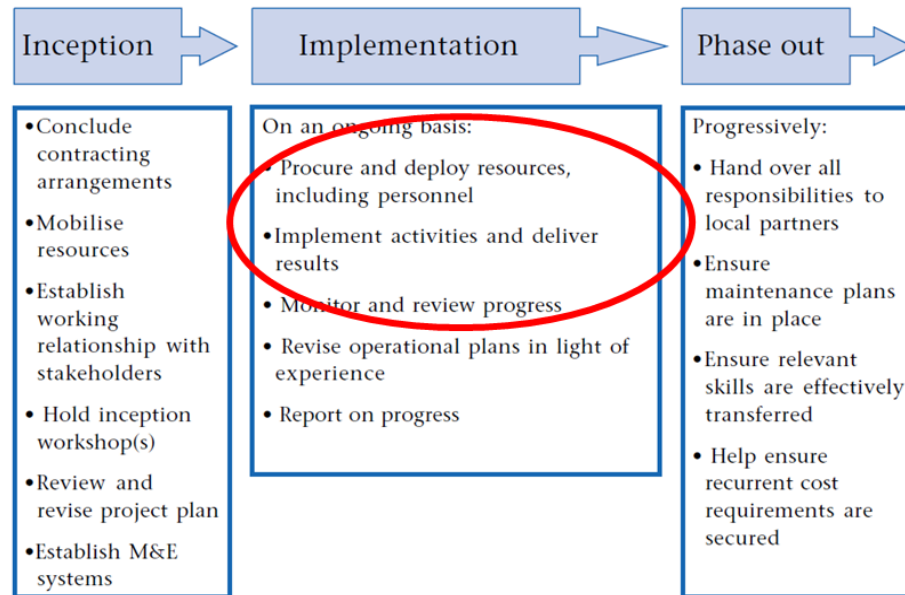 Inception
Implementation
Phase out
•Conclude
contracting
arrangements
•Mobilise
resources
•Establish
working
relationship with
stakeholders
• Hold inception
workshop(s)
•Review and
revise project plan
•Establish M&E
systems
On an ongoing basis:
• Procure and deploy resources,
including personnel
•Implement activities and deliver
results
• Monitor and review progress
• Revise operational plans in light of
experience
• Report on progress
Progressively:
• Hand over all
responsibilities to
local partners
•Ensure
maintenance plans
are in place
•Ensure relevant
skills are effectively
transferred
• Help ensure
recurrent cost
requirements are
secured